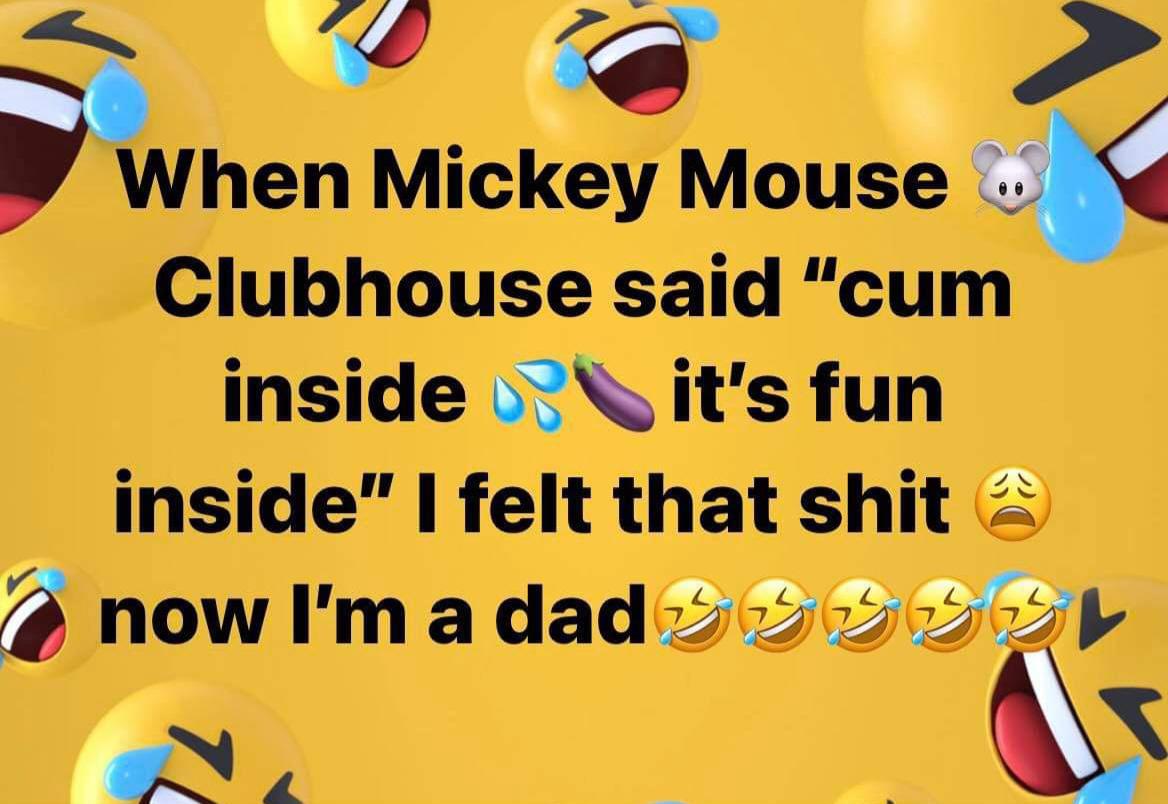 When Mickey Mouse 🐭
Clubhouse said “cum
inside 💦🍆 it’s fun
inside” I felt that shit 😩
now I’m a dad🤣🤣🤣🤣🤣